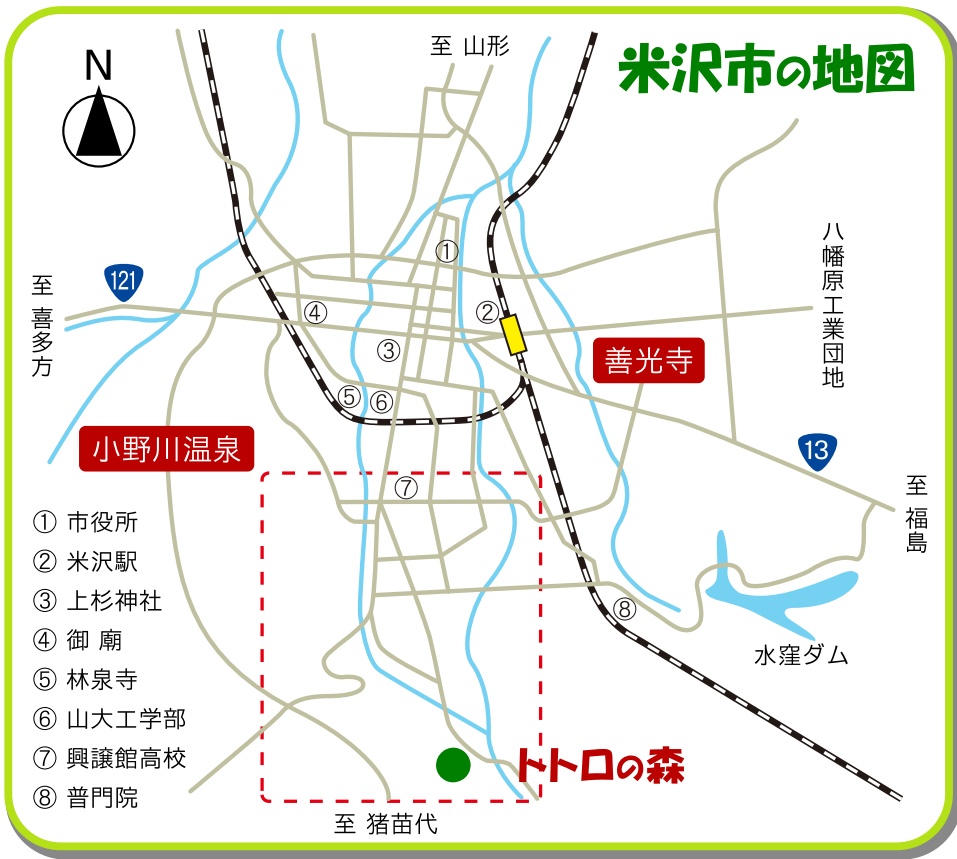 米沢市の地図
N
至 山形
121
至 喜多方
八幡原工業団地
①
②
③
④
⑤
⑥
⑦
⑧
善光寺
小野川温泉
13
至 福島
① 市役所
② 米沢駅
③ 上杉神社
④ 御 廟
⑤ 林泉寺
⑥ 山大工学部
⑦ 興譲館高校
⑧ 普門院
水窪ダム
トトロの森
至 猪苗代